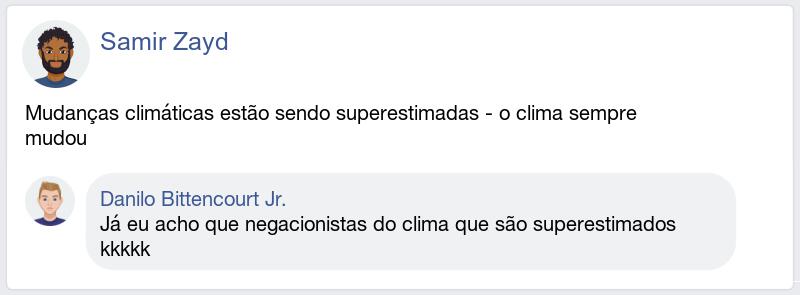 Samir Zayd
Mudanças climáticas estão sendo superestimadas - o clima sempre
mudou
Danilo Bittencourt Jr.
Já eu acho que negacionistas do clima que são superestimados
kkkkk